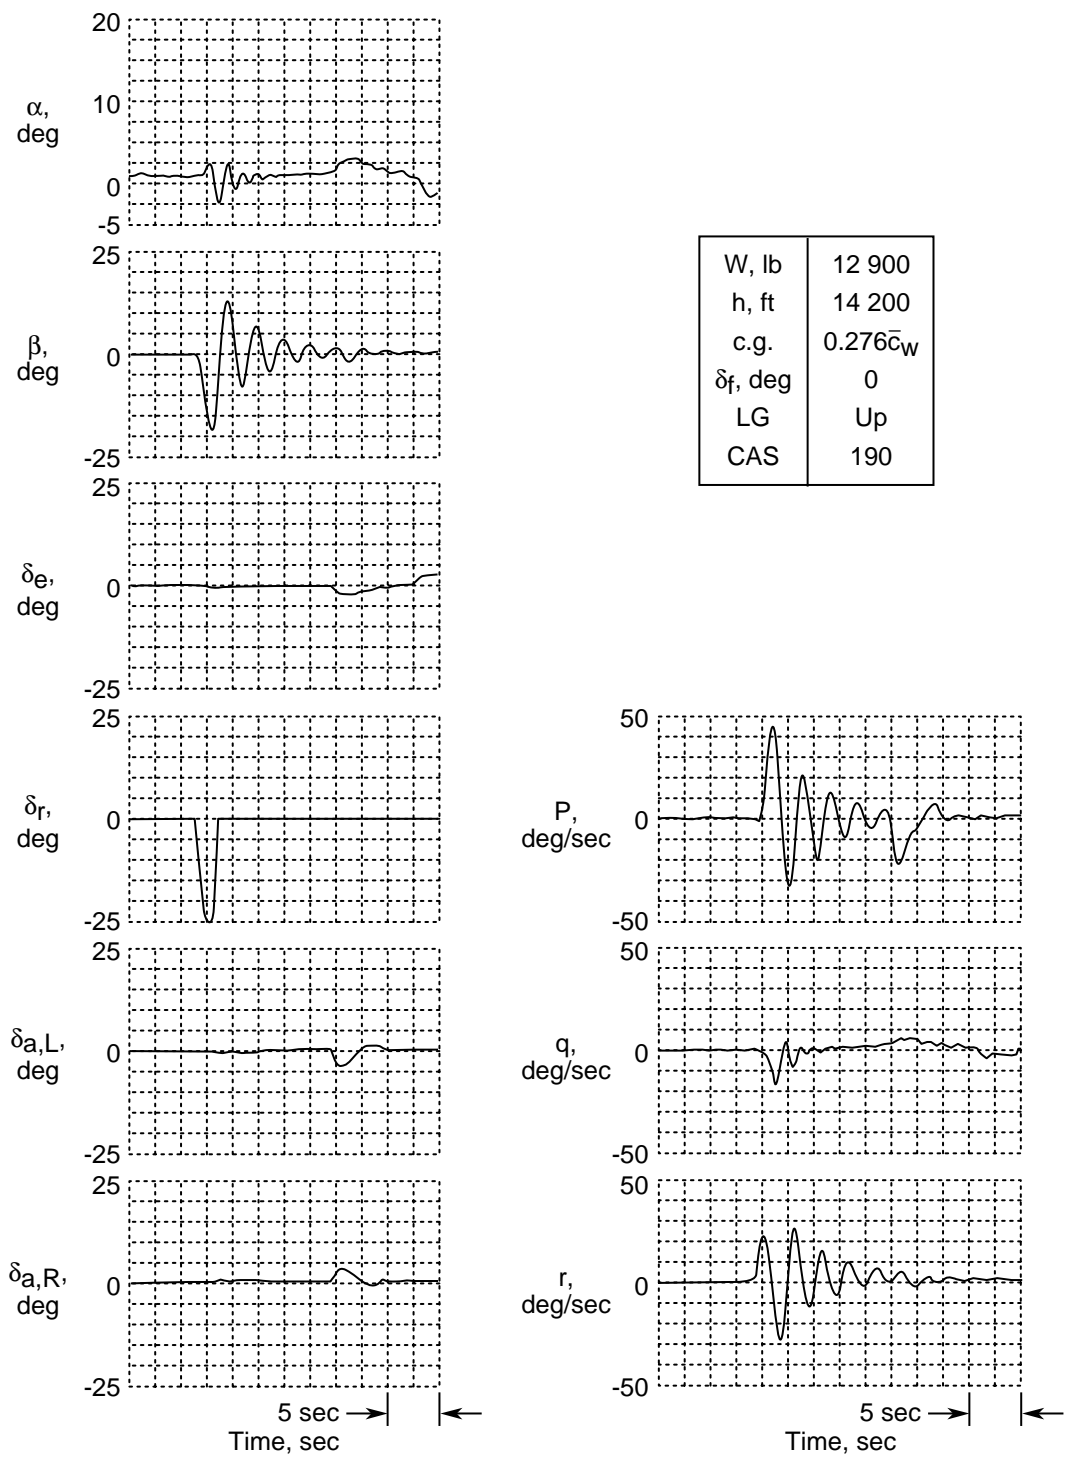 20
10
0
-5
α,
deg
25
0
-25
β,
deg
25
0
-25
δe,
deg
25
0
-25
δr,
deg
25
0
-25
δa,L,
deg
25
0
-25
δa,R,
deg
5 sec
Time, sec
W, lb 12 900
h, ft 14 200
c.g. 0.276c̅w
δf, deg 0
LG Up
CAS 190
50
0
-50
P,
deg/sec
50
0
-50
q,
deg/sec
50
0
-50
r,
deg/sec
5 sec
Time, sec